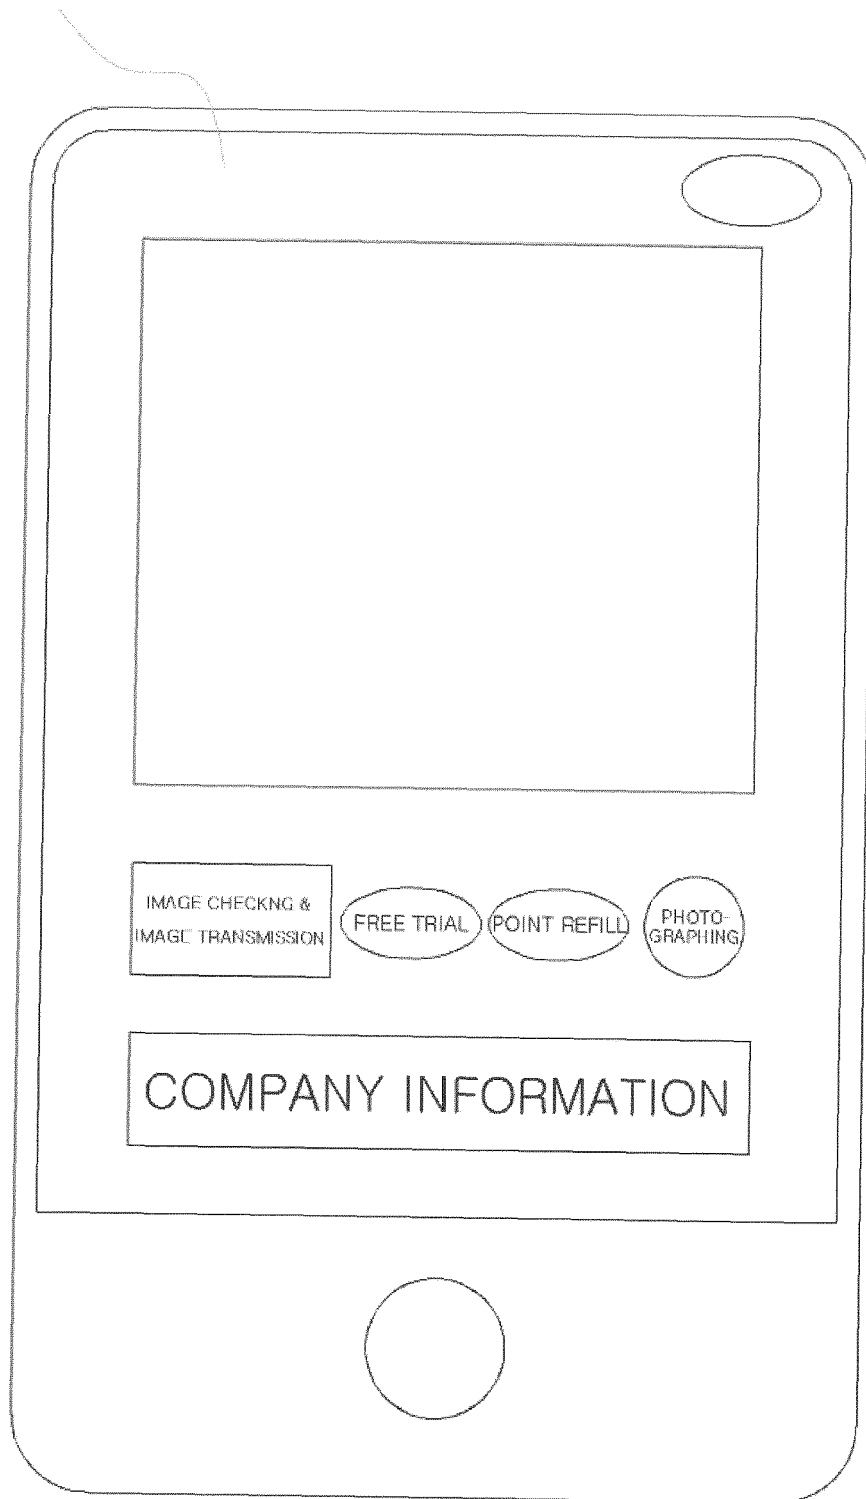 IMAGE CHECKNG &
IMAGE TRANSMISSION
FREE TRIAL
POINT REFILL
PHOTO-
GRAPHING
COMPANY INFORMATION